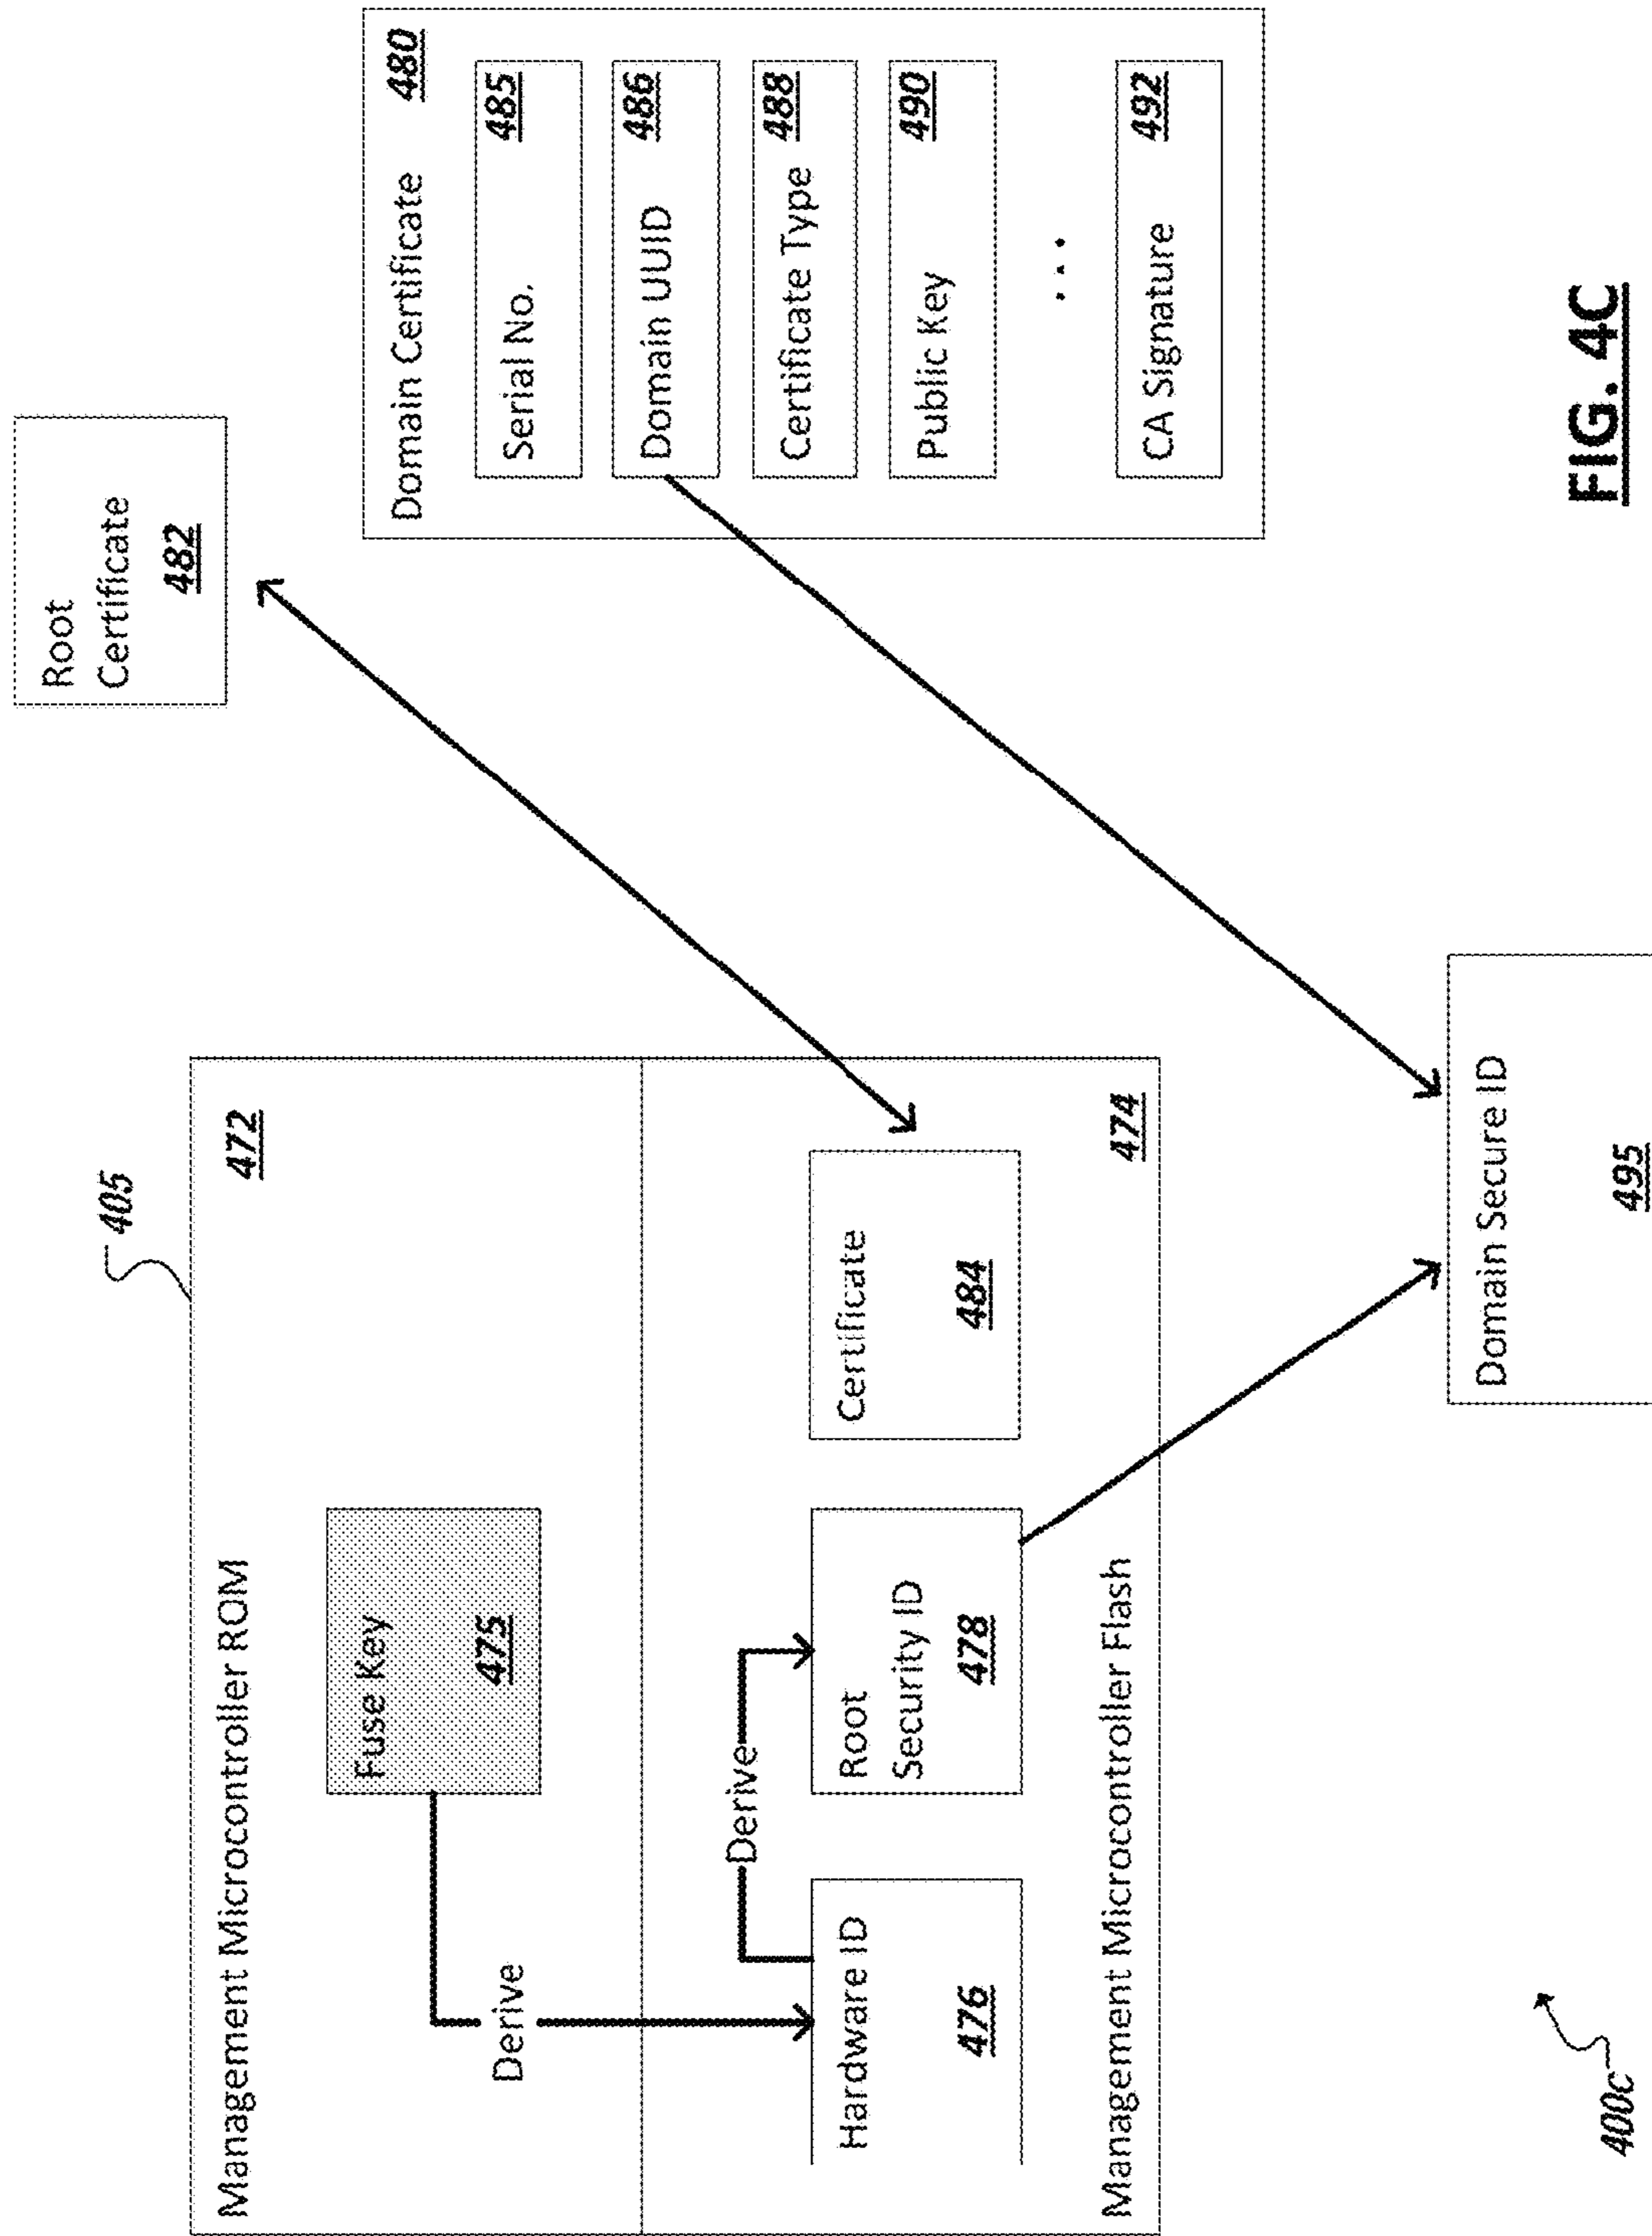 405
Management Microcontroller ROM
472
Fuse Key
475
Derive
Derive
Hardware ID
476
Root
Security ID
478
Certificate
484
Management Microcontroller Flash
474
Root
Certificate
482
Domain Certificate 480
Serial No. 485
Domain UUID 486
Certificate Type 488
Public Key 490
...
CA Signature 492
Domain Secure ID
495
400c
FIG. 4C